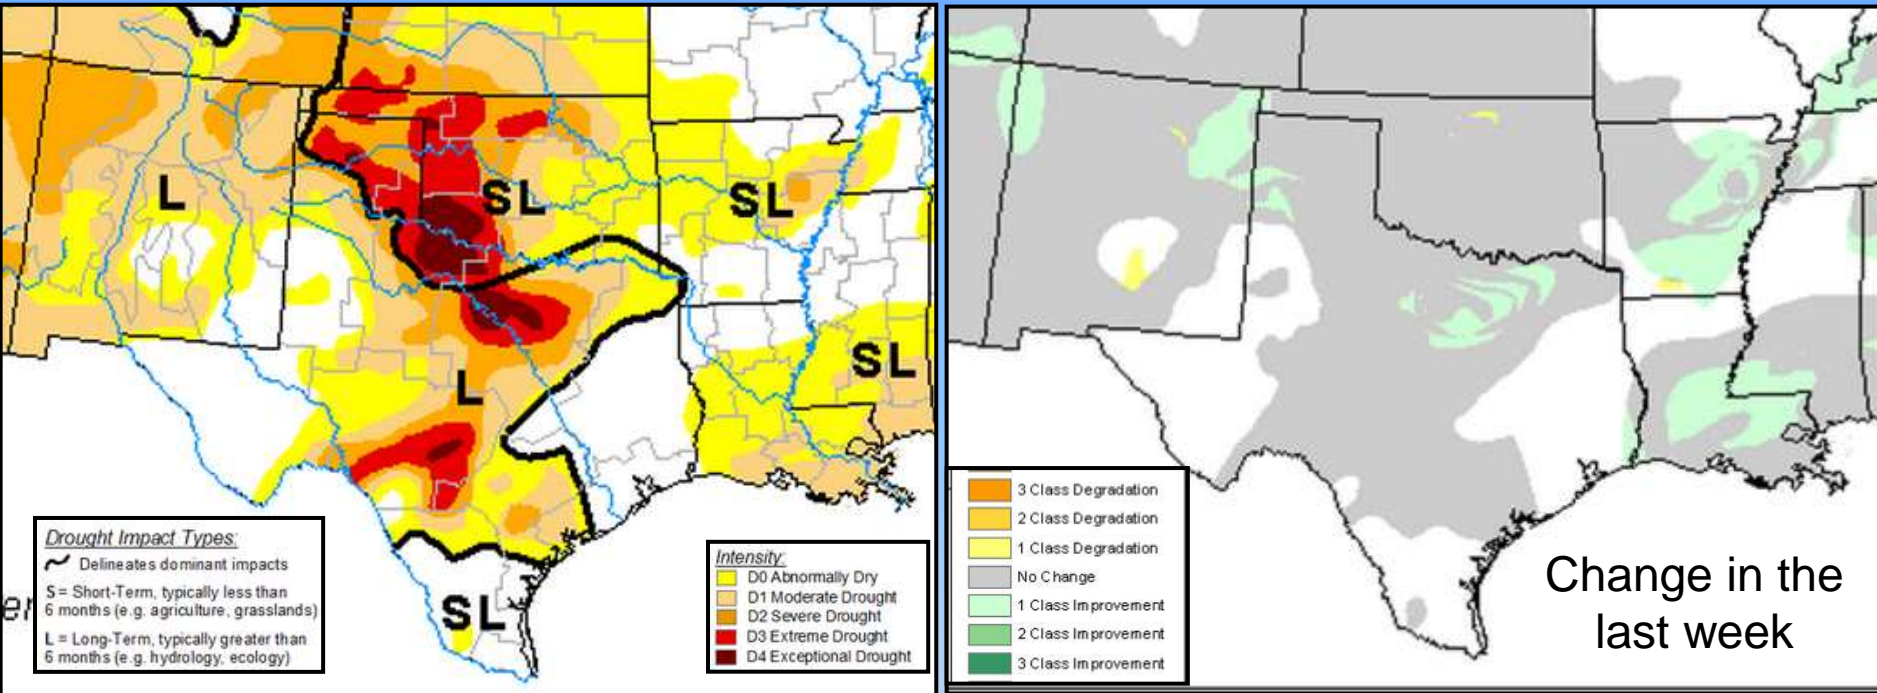 L
SL
SL
SL
L
SL
Drought Impact Types:
Delineates dominant impacts
S = Short-Term, typically less than
6 months (e.g. agriculture, grasslands)
L = Long-Term, typically greater than
6 months (e.g. hydrology, ecology)
Intensity:
D0 Abnormally Dry
D1 Moderate Drought
D2 Severe Drought
D3 Extreme Drought
D4 Exceptional Drought
3 Class Degradation
2 Class Degradation
1 Class Degradation
No Change
1 Class Improvement
2 Class Improvement
3 Class Improvement
Change in the
last week